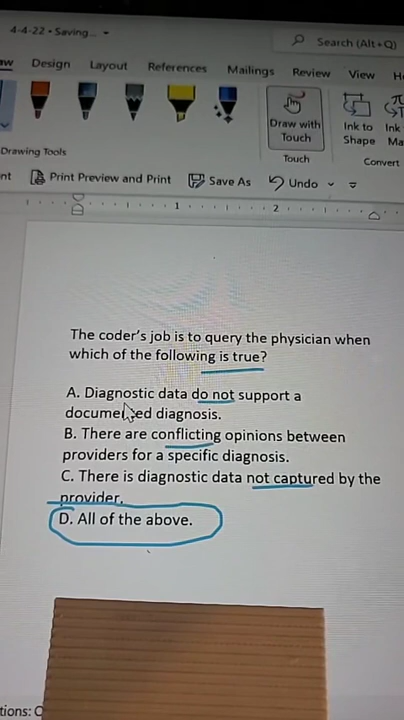 4-4-22 • Saving...
Search (Alt+Q)
Design Layout References Mailings Review View
Draw with Touch
Ink to Shape
Ink
Drawing Tools
Touch
Convert
Print Preview and Print Save As Undo
1 2
The coder's job is to query the physician when
which of the following is true?
A. Diagnostic data do not support a
documented diagnosis.
B. There are conflicting opinions between
providers for a specific diagnosis.
C. There is diagnostic data not captured by the
provider.
D. All of the above.